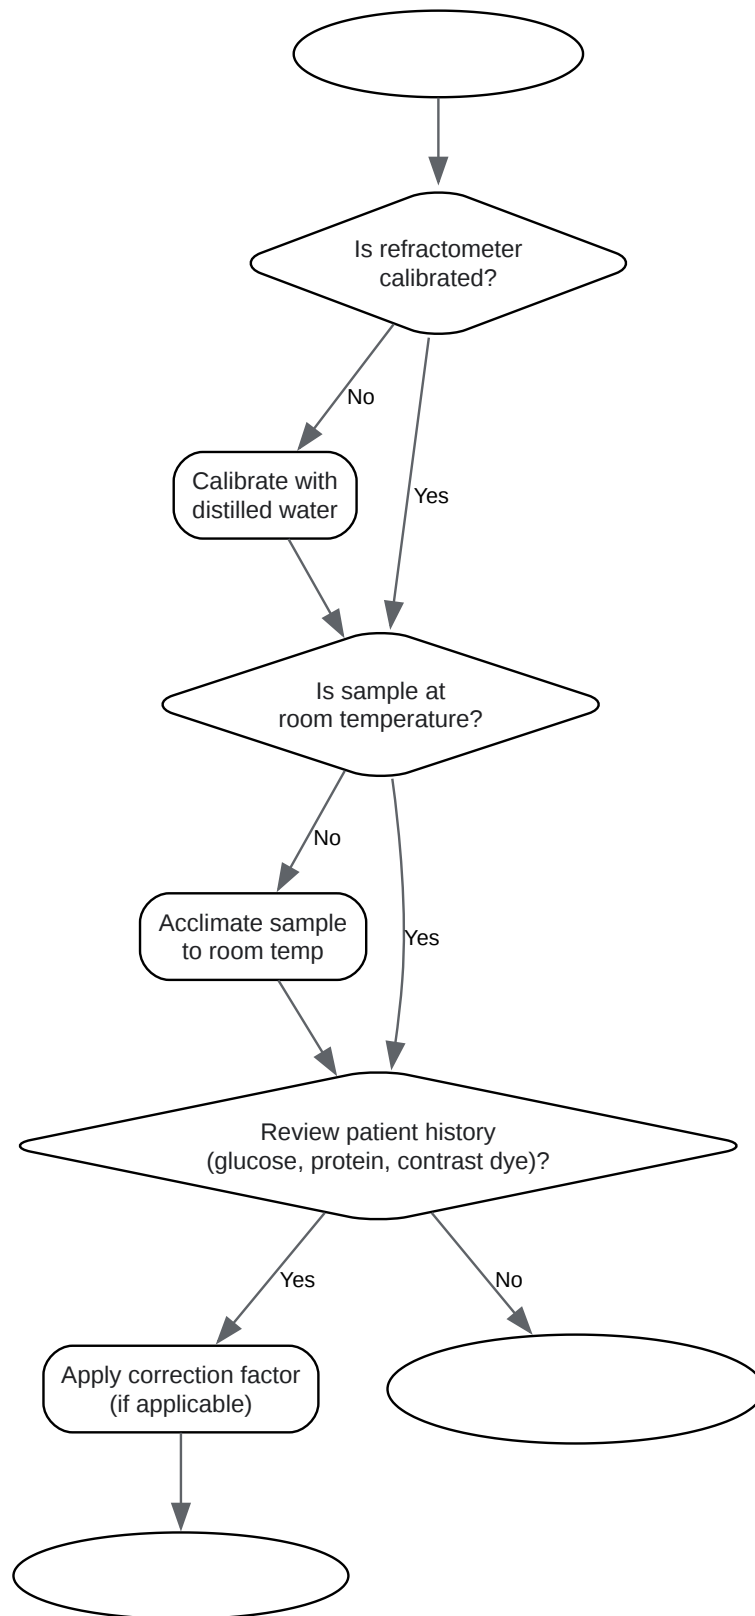 Is refractometer
calibrated?
No
Calibrate with
distilled water
Yes
Is sample at
room temperature?
No
Acclimate sample
to room temp
Yes
Review patient history
(glucose, protein, contrast dye)?
Yes
No
Apply correction factor
(if applicable)